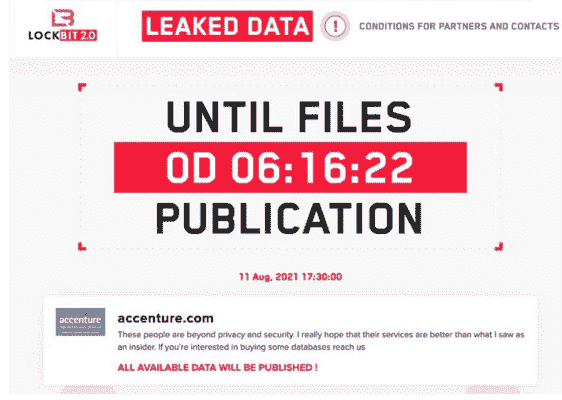 LOCKBIT 2.0
LEAKED DATA
! CONDITIONS FOR PARTNERS AND CONTACTS
UNTIL FILES
0D 06:16:22
PUBLICATION
11 Aug, 2021 17:30:00
accenture
accenture.com
These people are beyond privacy and security. I really hope that their services are better than what I saw as
an insider. If you're interested in buying some databases reach us
ALL AVAILABLE DATA WILL BE PUBLISHED !